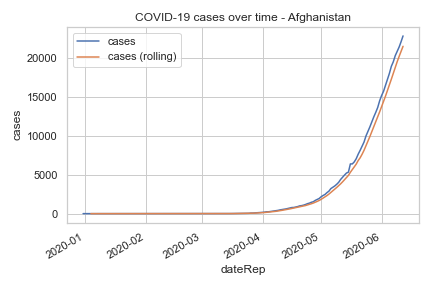 COVID-19 cases over time - Afghanistan
cases
cases (rolling)
20000
15000
10000
5000
0
cases
2020-01
2020-02
2020-03
2020-04
2020-05
2020-06
dateRep